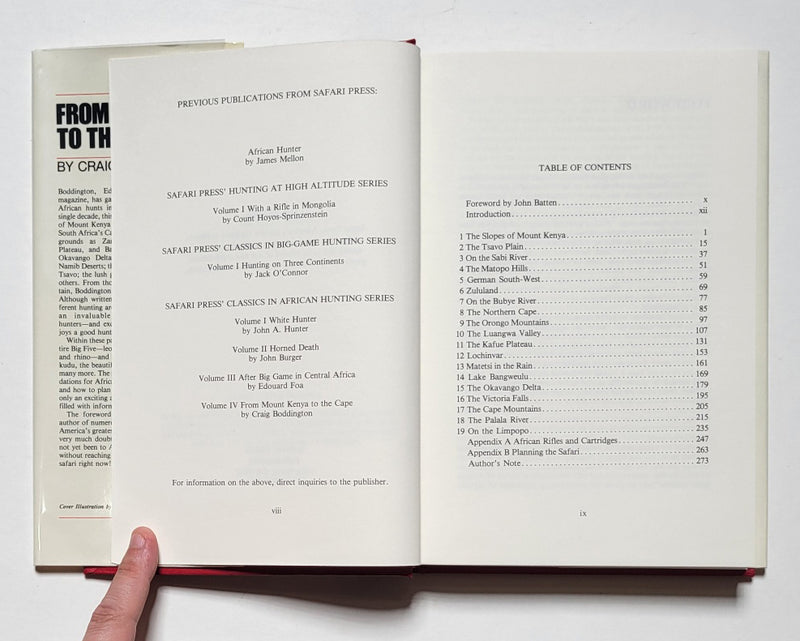 FROM
TO TH
BY CRAIG
Boddington, Ed
magazine, has ga
African hunts i
single decade, thi
of Mount Kenya
South Africa's Ca
grounds as Za
Plateau, and Ba
Okavango Delta
Namib Deserts; th
Tsavo; the lush
others. From tho
tain, Boddington
Although written
ferent hunting ar
an invaluable
hunters—and exc
joys a good hunt
Within these p
tire Big Five—leo
and rhino—and
kudu, the beauti
many more. The
dations for Afric
and how to plan
only an exciting a
filled with inform
The foreword
author of numer
America's greates
very much doubt
not yet been to A
without reaching
safari right now!
Cover Illustration by
PREVIOUS PUBLICATIONS FROM SAFARI PRESS:
African Hunter
by James Mellon
SAFARI PRESS' HUNTING AT HIGH ALTITUDE SERIES
Volume I With a Rifle in Mongolia
by Count Hoyos-Sprinzenstein
SAFARI PRESS' CLASSICS IN BIG-GAME HUNTING SERIES
Volume I Hunting on Three Continents
by Jack O'Connor
SAFARI PRESS' CLASSICS IN AFRICAN HUNTING SERIES
Volume I White Hunter
by John A. Hunter
Volume II Horned Death
by John Burger
Volume III After Big Game in Central Africa
by Edouard Foa
Volume IV From Mount Kenya to the Cape
by Craig Boddington
For information on the above, direct inquiries to the publisher.
viii
TABLE OF CONTENTS
Foreword by John Batten x
Introduction xii
1 The Slopes of Mount Kenya 1
2 The Tsavo Plain 15
3 On the Sabi River 37
4 The Matopo Hills 51
5 German South-West 59
6 Zululand 69
7 On the Bubye River 77
8 The Northern Cape 85
9 The Orongo Mountains 97
10 The Luangwa Valley 107
11 The Kafue Plateau 131
12 Lochinvar 153
13 Matetsi in the Rain 161
14 Lake Bangweulu 169
15 The Okavango Delta 179
16 The Victoria Falls 195
17 The Cape Mountains 205
18 The Palala River 215
19 On the Limpopo 235
Appendix A African Rifles and Cartridges 247
Appendix B Planning the Safari 263
Author's Note 273
ix